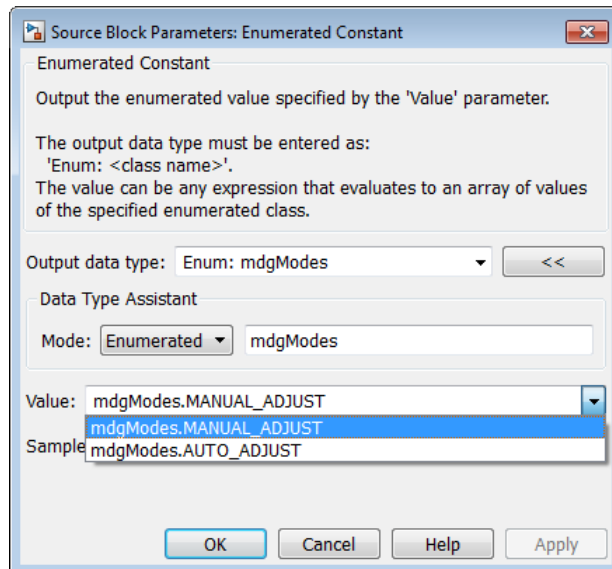 Source Block Parameters: Enumerated Constant
Enumerated Constant
Output the enumerated value specified by the 'Value' parameter.
The output data type must be entered as:
'Enum: <class name>'.
The value can be any expression that evaluates to an array of values
of the specified enumerated class.
Output data type: Enum: mdgModes <<
Data Type Assistant
Mode: Enumerated mdgModes
Value: mdgModes.MANUAL_ADJUST
mdgModes.MANUAL_ADJUST
Sample mdgModes.AUTO_ADJUST
OK Cancel Help Apply